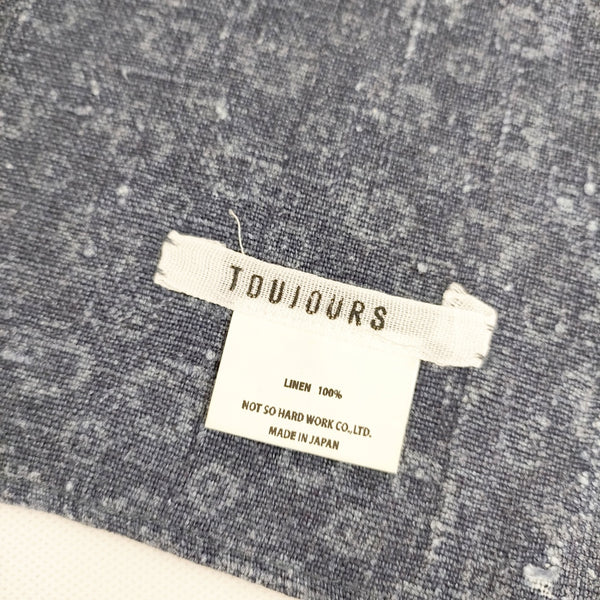 TOUJOURS
LINEN 100%
NOT SO HARD WORK CO.,LTD.
MADE IN JAPAN